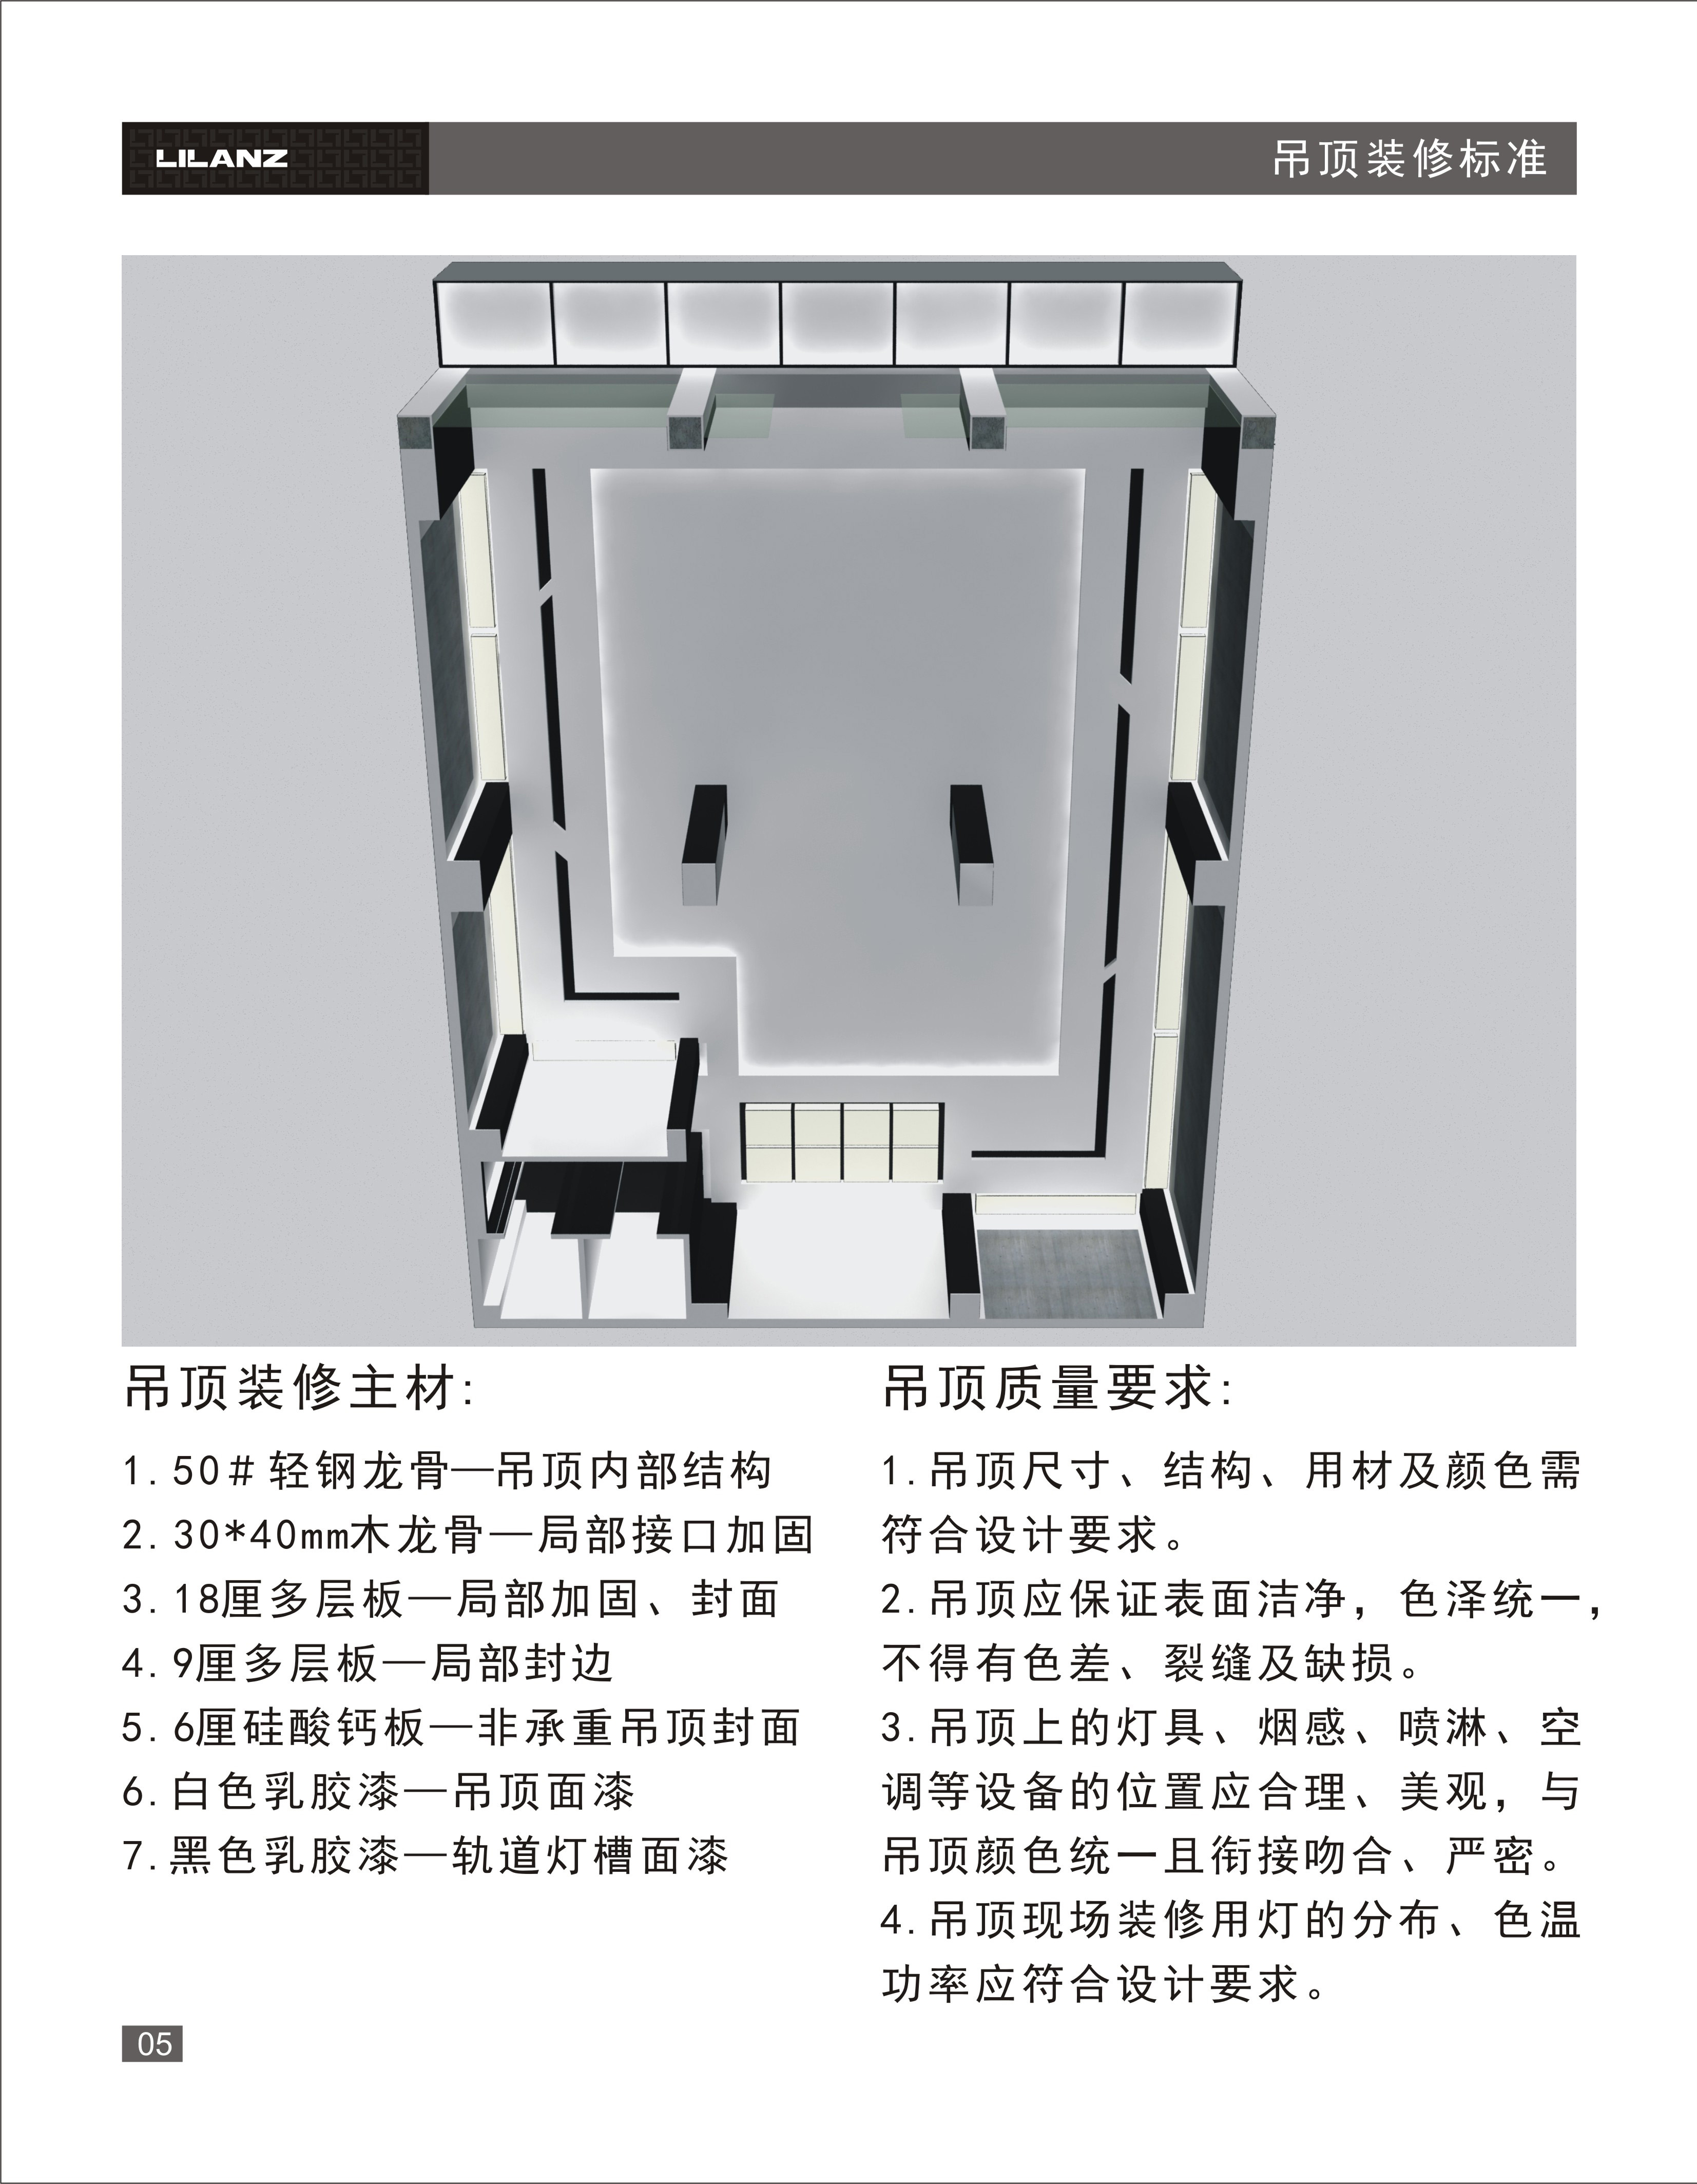 LILANZ
吊顶装修标准
吊顶装修主材:
1.50#轻钢龙骨—吊顶内部结构
2.30*40mm木龙骨—局部接口加固
3.18厘多层板—局部加固、封面
4.9厘多层板—局部封边
5.6厘硅酸钙板—非承重吊顶封面
6.白色乳胶漆—吊顶面漆
7.黑色乳胶漆—轨道灯槽面漆
吊顶质量要求:
1.吊顶尺寸、结构、用材及颜色需
符合设计要求。
2.吊顶应保证表面洁净，色泽统一，
不得有色差、裂缝及缺损。
3.吊顶上的灯具、烟感、喷淋、空
调等设备的位置应合理、美观，与
吊顶颜色统一且衔接吻合、严密。
4.吊顶现场装修用灯的分布、色温
功率应符合设计要求。
05